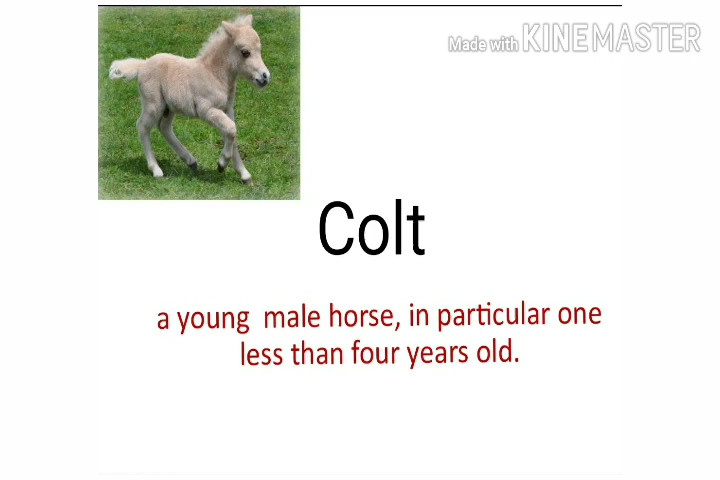 Made with KINEMASTER
Colt
a young male horse, in particular one
less than four years old.